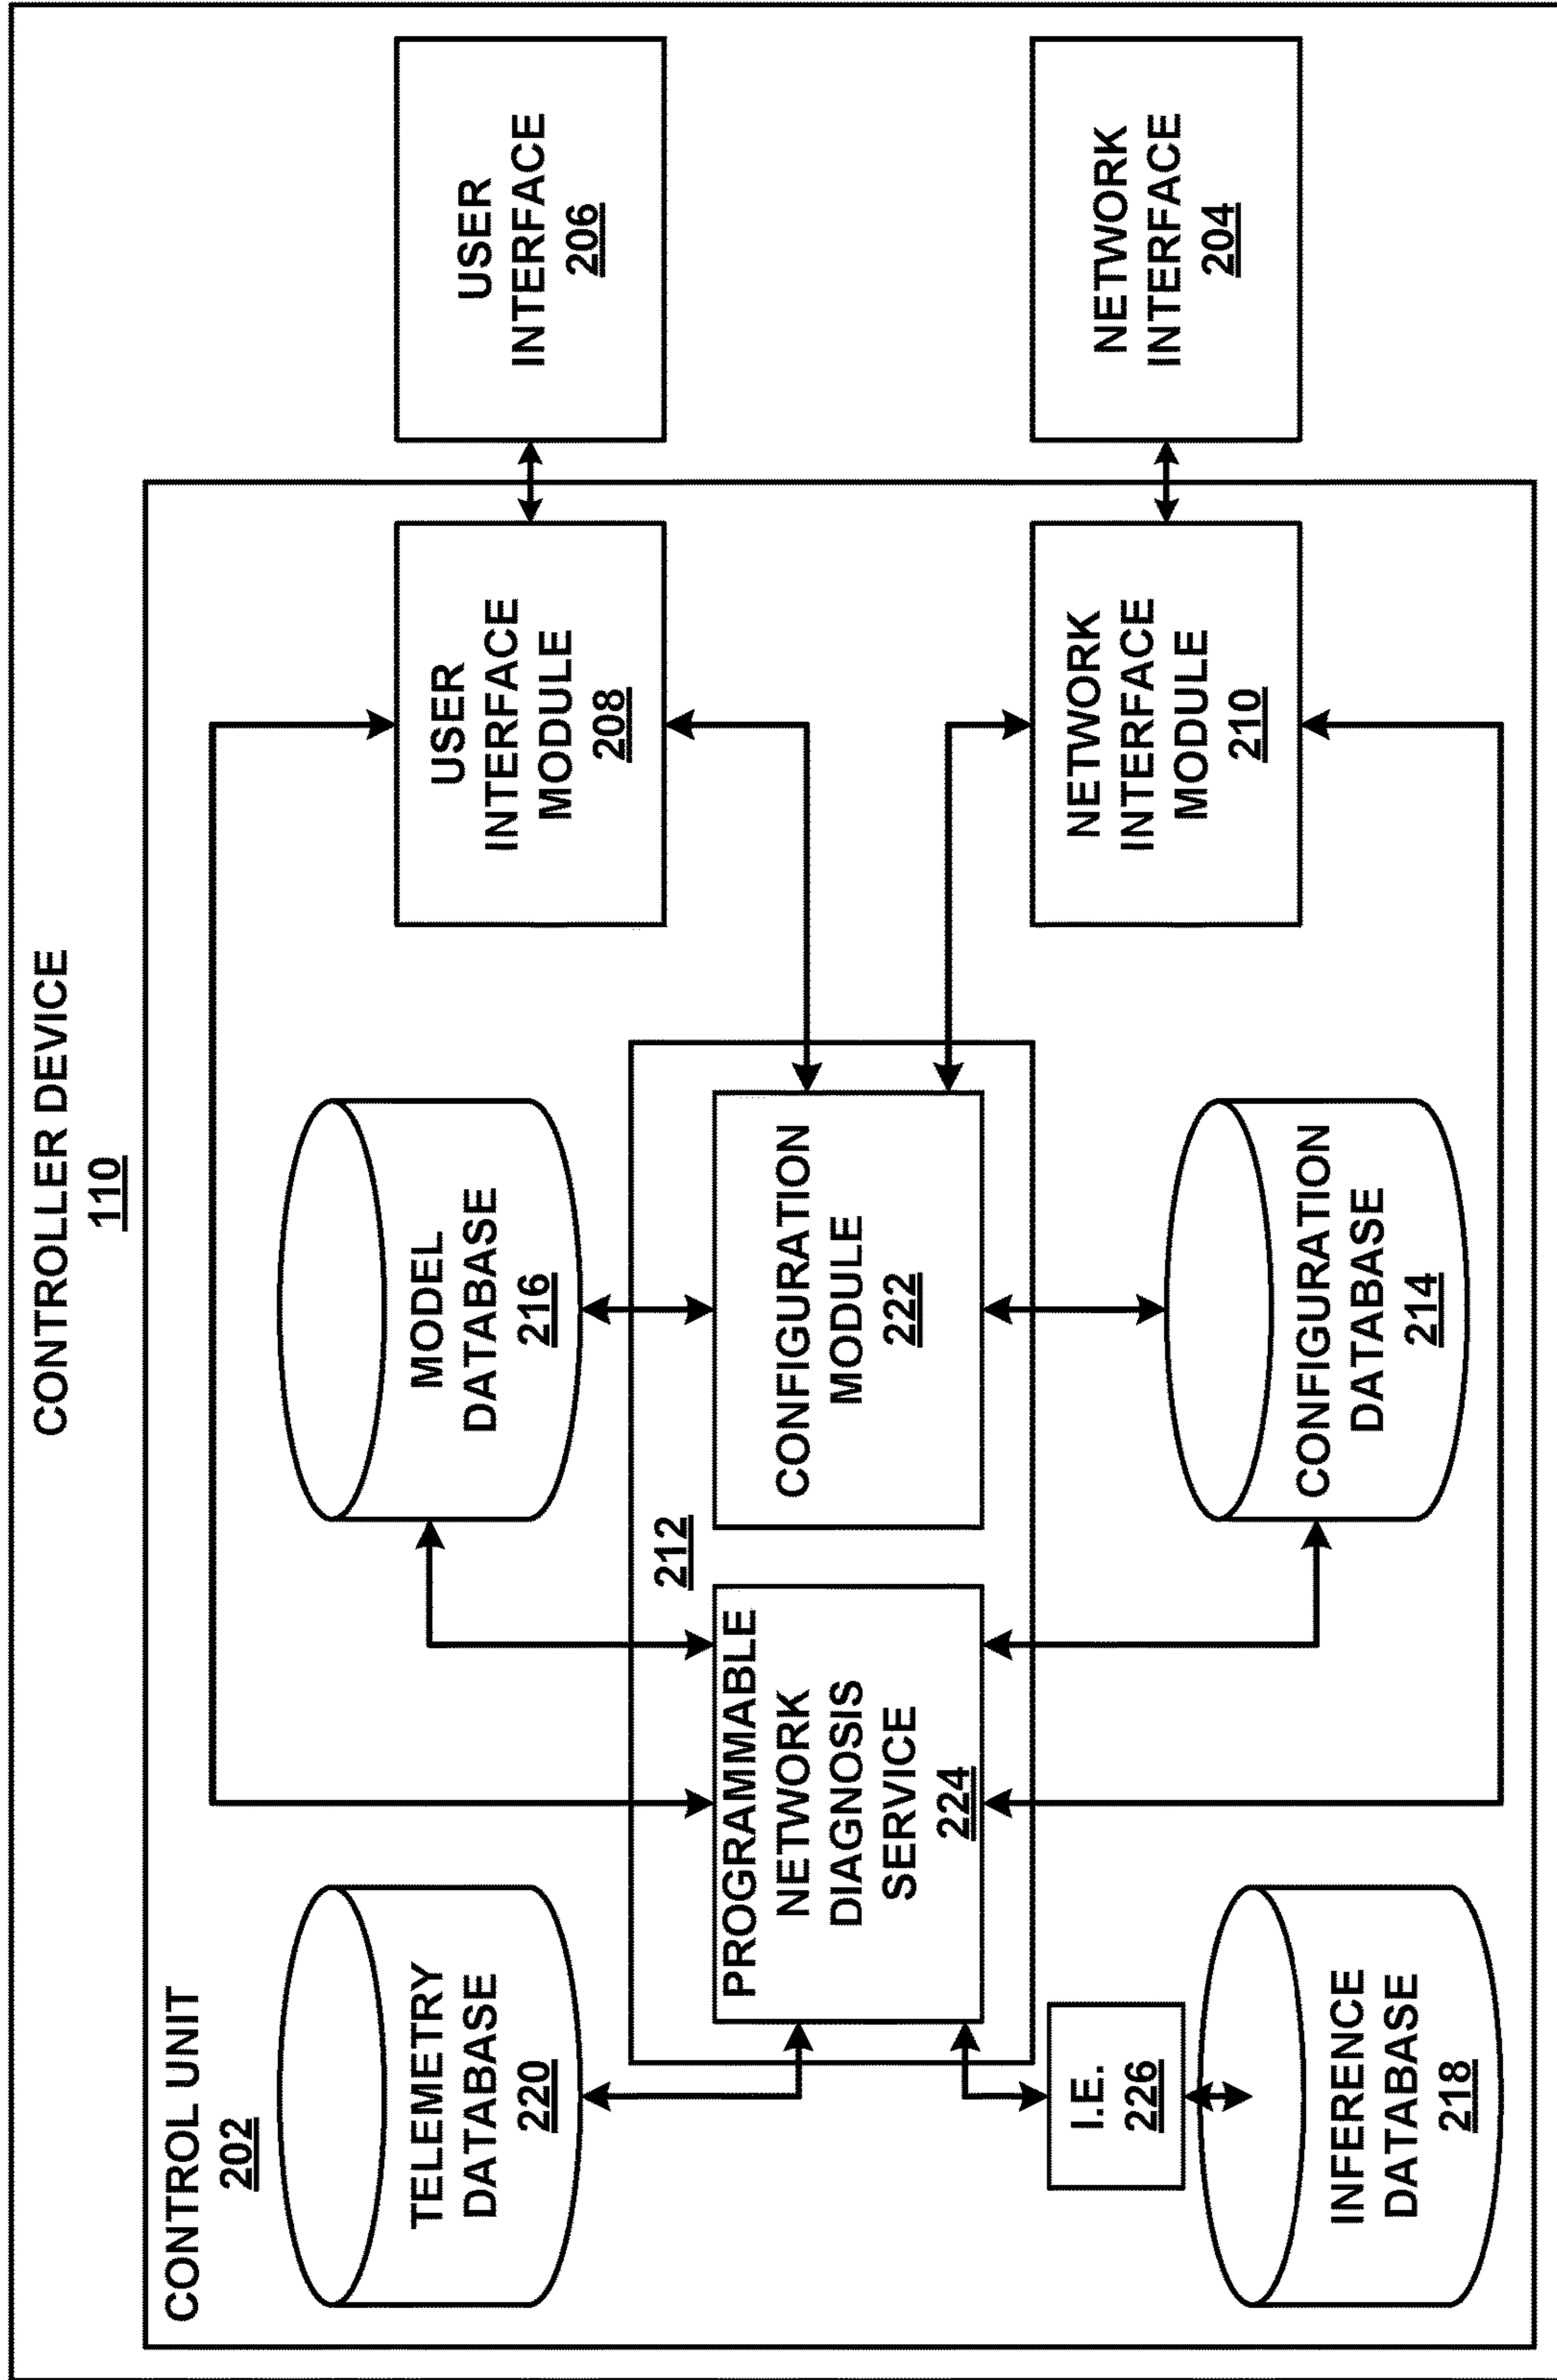 CONTROLLER DEVICE
110
CONTROL UNIT
202
TELEMETRY
DATABASE
220
MODEL
DATABASE
216
USER
INTERFACE
MODULE
208
USER
INTERFACE
206
212
PROGRAMMABLE
NETWORK
DIAGNOSIS
SERVICE
224
CONFIGURATION
MODULE
222
I.E.
226
INFERENCE
DATABASE
218
CONFIGURATION
DATABASE
214
NETWORK
INTERFACE
MODULE
210
NETWORK
INTERFACE
204